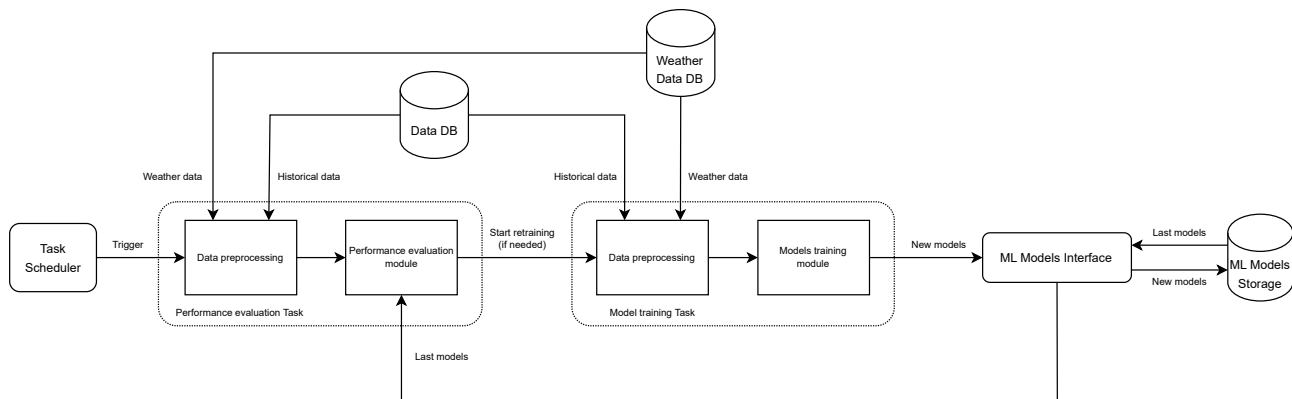 Weather
Data DB
Data DB
Weather data
Historical data
Historical data
Weather data
Task
Scheduler
Trigger
Data preprocessing
Performance evaluation
module
Start retraining
(if needed)
Data preprocessing
Models training
module
New models
ML Models Interface
Last models
New models
ML Models
Storage
Performance evaluation Task
Model training Task
Last models